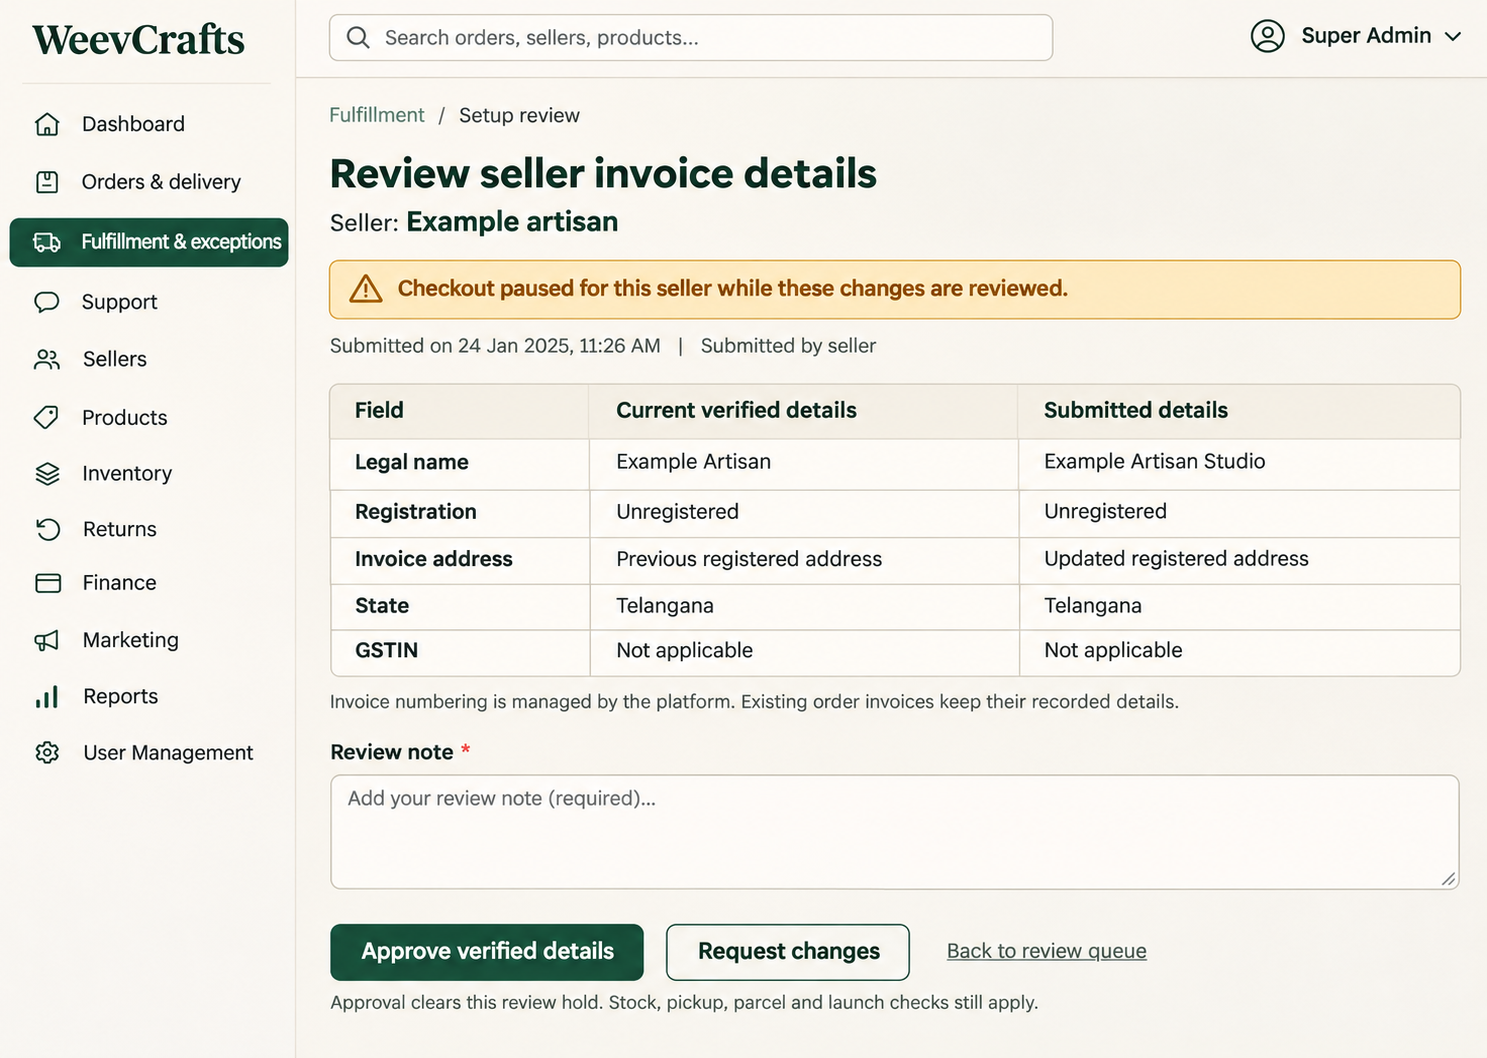 WeevCrafts
Search orders, sellers, products...
Super Admin
Dashboard
Orders & delivery
Fulfillment & exceptions
Support
Sellers
Products
Inventory
Returns
Finance
Marketing
Reports
User Management
Fulfillment / Setup review
Review seller invoice details
Seller: Example artisan
Checkout paused for this seller while these changes are reviewed.
Submitted on 24 Jan 2025, 11:26 AM | Submitted by seller
Field Current verified details Submitted details
Legal name Example Artisan Example Artisan Studio
Registration Unregistered Unregistered
Invoice address Previous registered address Updated registered address
State Telangana Telangana
GSTIN Not applicable Not applicable
Invoice numbering is managed by the platform. Existing order invoices keep their recorded details.
Review note *
Add your review note (required)...
Approve verified details Request changes Back to review queue
Approval clears this review hold. Stock, pickup, parcel and launch checks still apply.